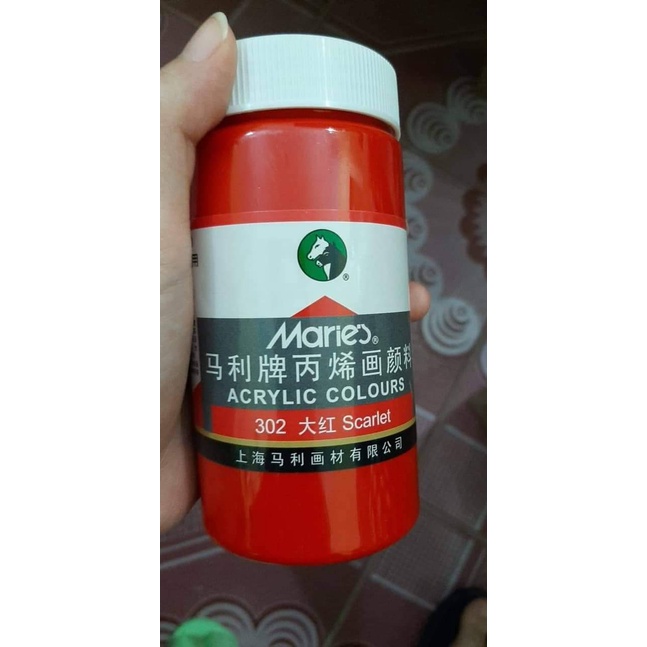 Marie's®
马利牌丙烯画颜料
ACRYLIC COLOURS
302 大红 Scarlet
上海马利画材有限公司